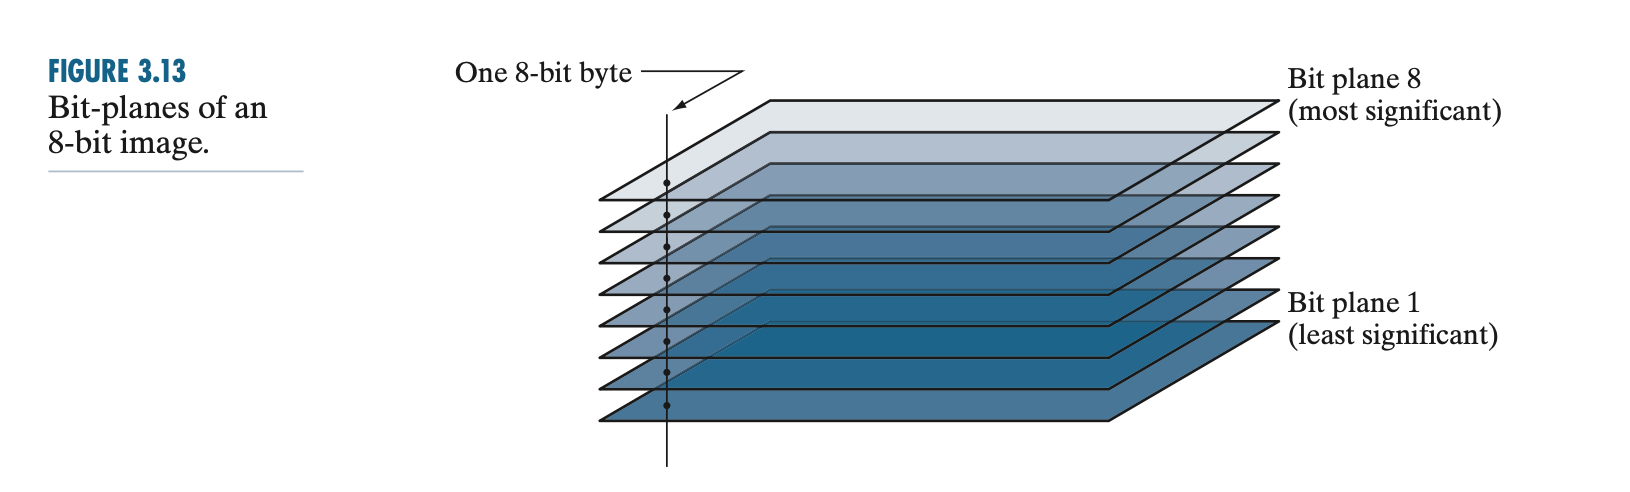 FIGURE 3.13
Bit-planes of an
8-bit image.
One 8-bit byte
Bit plane 8
(most significant)
Bit plane 1
(least significant)